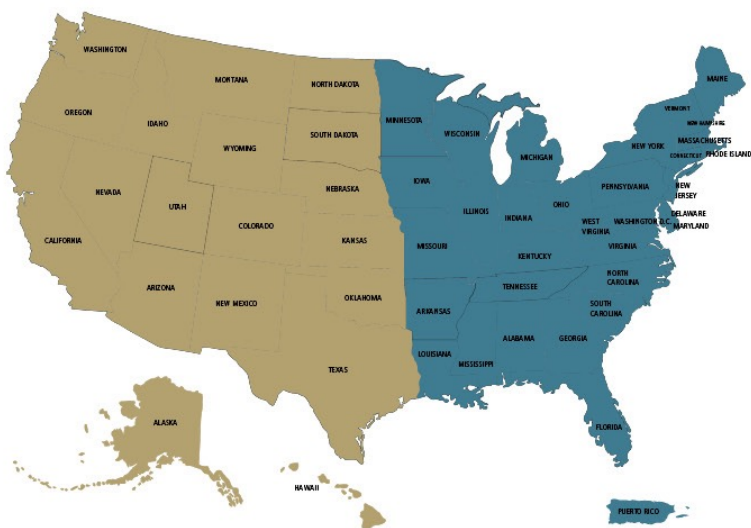 WASHINGTON
MONTANA
NORTH DAKOTA
MINNESOTA
MAINE
OREGON
IDAHO
SOUTH DAKOTA
WISCONSIN
VERMONT
NEW HAMPSHIRE
WYOMING
MICHIGAN
NEW YORK
MASSACHUSETTS
CONNECTICUT
RHODE ISLAND
NEVADA
UTAH
NEBRASKA
IOWA
PENNSYDVANIA
NEW
JERSEY
CALIFORNIA
COLORADO
KANSAS
MISSOURI
ILLINOIS
INDIANA
OHIO
WEST
VIRGINIA
WASHINGTON D.C.
DELAWARE
MARYLAND
KENTUCKY
VIRGINIA
ARIZONA
NEW MEXICO
OKLAHOMA
ARKANSAS
TENNESSEE
NORTH
CAROLINA
SOUTH
CAROLINA
TEXAS
LOUISIANA
MISSISSIPPI
ALABAMA
GEORGIA
ALASKA
FLORIDA
HAWAII
PUERTO RICO